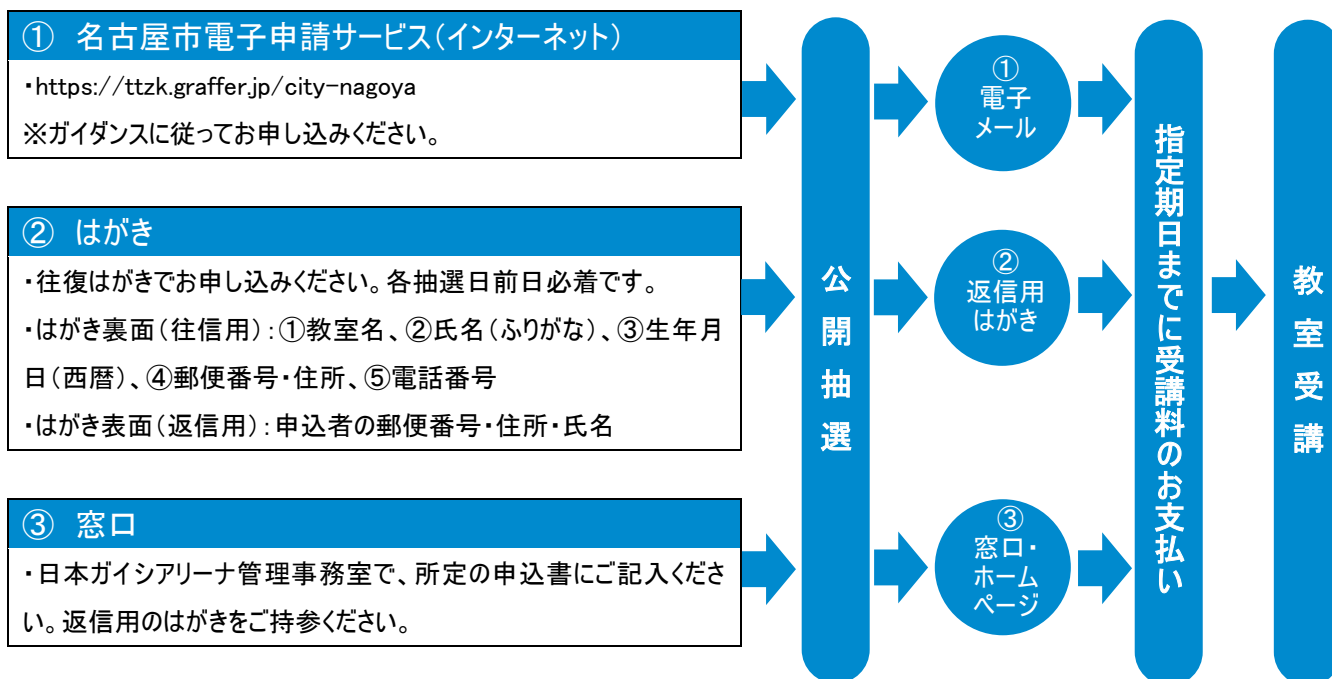 ① 名古屋市電子申請サービス(インターネット)
・https://ttzk.graffer.jp/city-nagoya
※ガイダンスに従ってお申し込みください。
② はがき
・往復はがきでお申し込みください。各抽選日前日必着です。
・はがき裏面(往信用):①教室名、②氏名(ふりがな)、③生年月
日(西暦)、④郵便番号・住所、⑤電話番号
・はがき表面(返信用):申込者の郵便番号・住所・氏名
③ 窓口
・日本ガイシアリーナ管理事務室で、所定の申込書にご記入くださ
い。返信用のはがきをご持参ください。
公開抽選
①
電子
メール
②
返信用
はがき
③
窓口・
ホーム
ページ
指定期日までに受講料のお支払い
教室受講